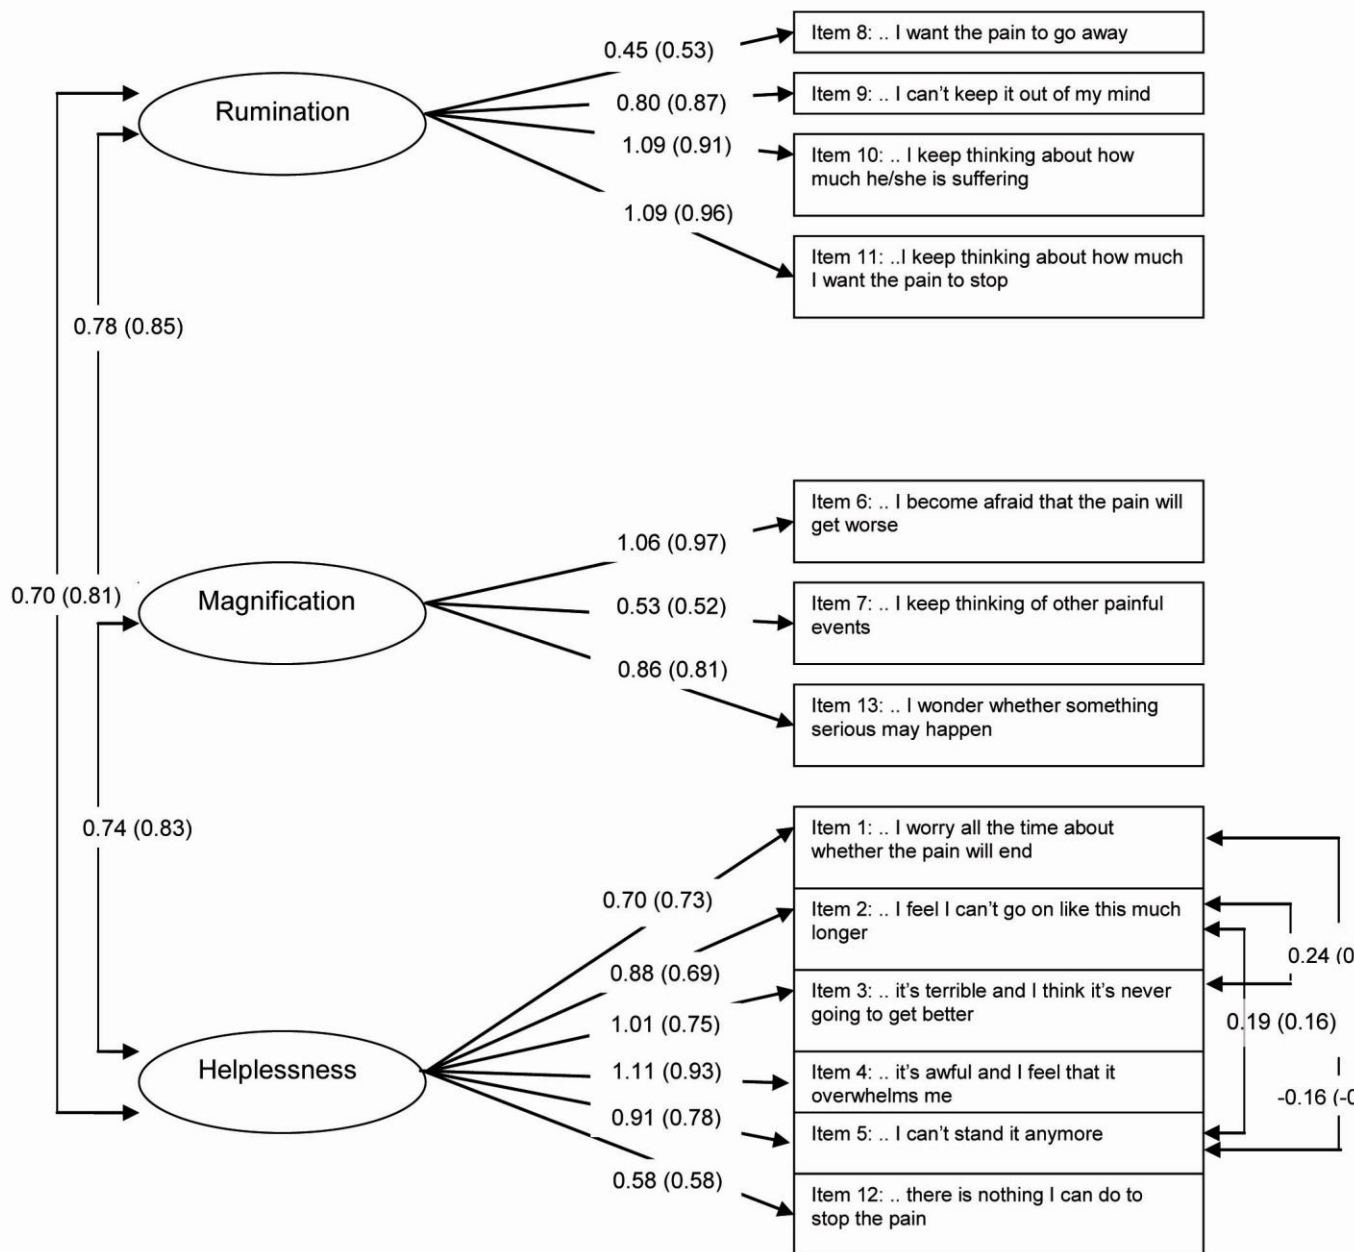 Rumination
0.45 (0.53)
0.80 (0.87)
1.09 (0.91)
1.09 (0.96)
Item 8: .. I want the pain to go away
Item 9: .. I can't keep it out of my mind
Item 10: .. I keep thinking about how
much he/she is suffering
Item 11: ..I keep thinking about how much
I want the pain to stop
0.78 (0.85)
0.70 (0.81)
Magnification
1.06 (0.97)
0.53 (0.52)
0.86 (0.81)
Item 6: .. I become afraid that the pain will
get worse
Item 7: .. I keep thinking of other painful
events
Item 13: .. I wonder whether something
serious may happen
0.74 (0.83)
Helplessness
0.70 (0.73)
0.88 (0.69)
1.01 (0.75)
1.11 (0.93)
0.91 (0.78)
0.58 (0.58)
Item 1: .. I worry all the time about
whether the pain will end
Item 2: .. I feel I can't go on like this much
longer
Item 3: .. it's terrible and I think it's never
going to get better
Item 4: .. it's awful and I feel that it
overwhelms me
Item 5: .. I can't stand it anymore
Item 12: .. there is nothing I can do to
stop the pain
0.24 (0
0.19 (0.16)
-0.16 (-0